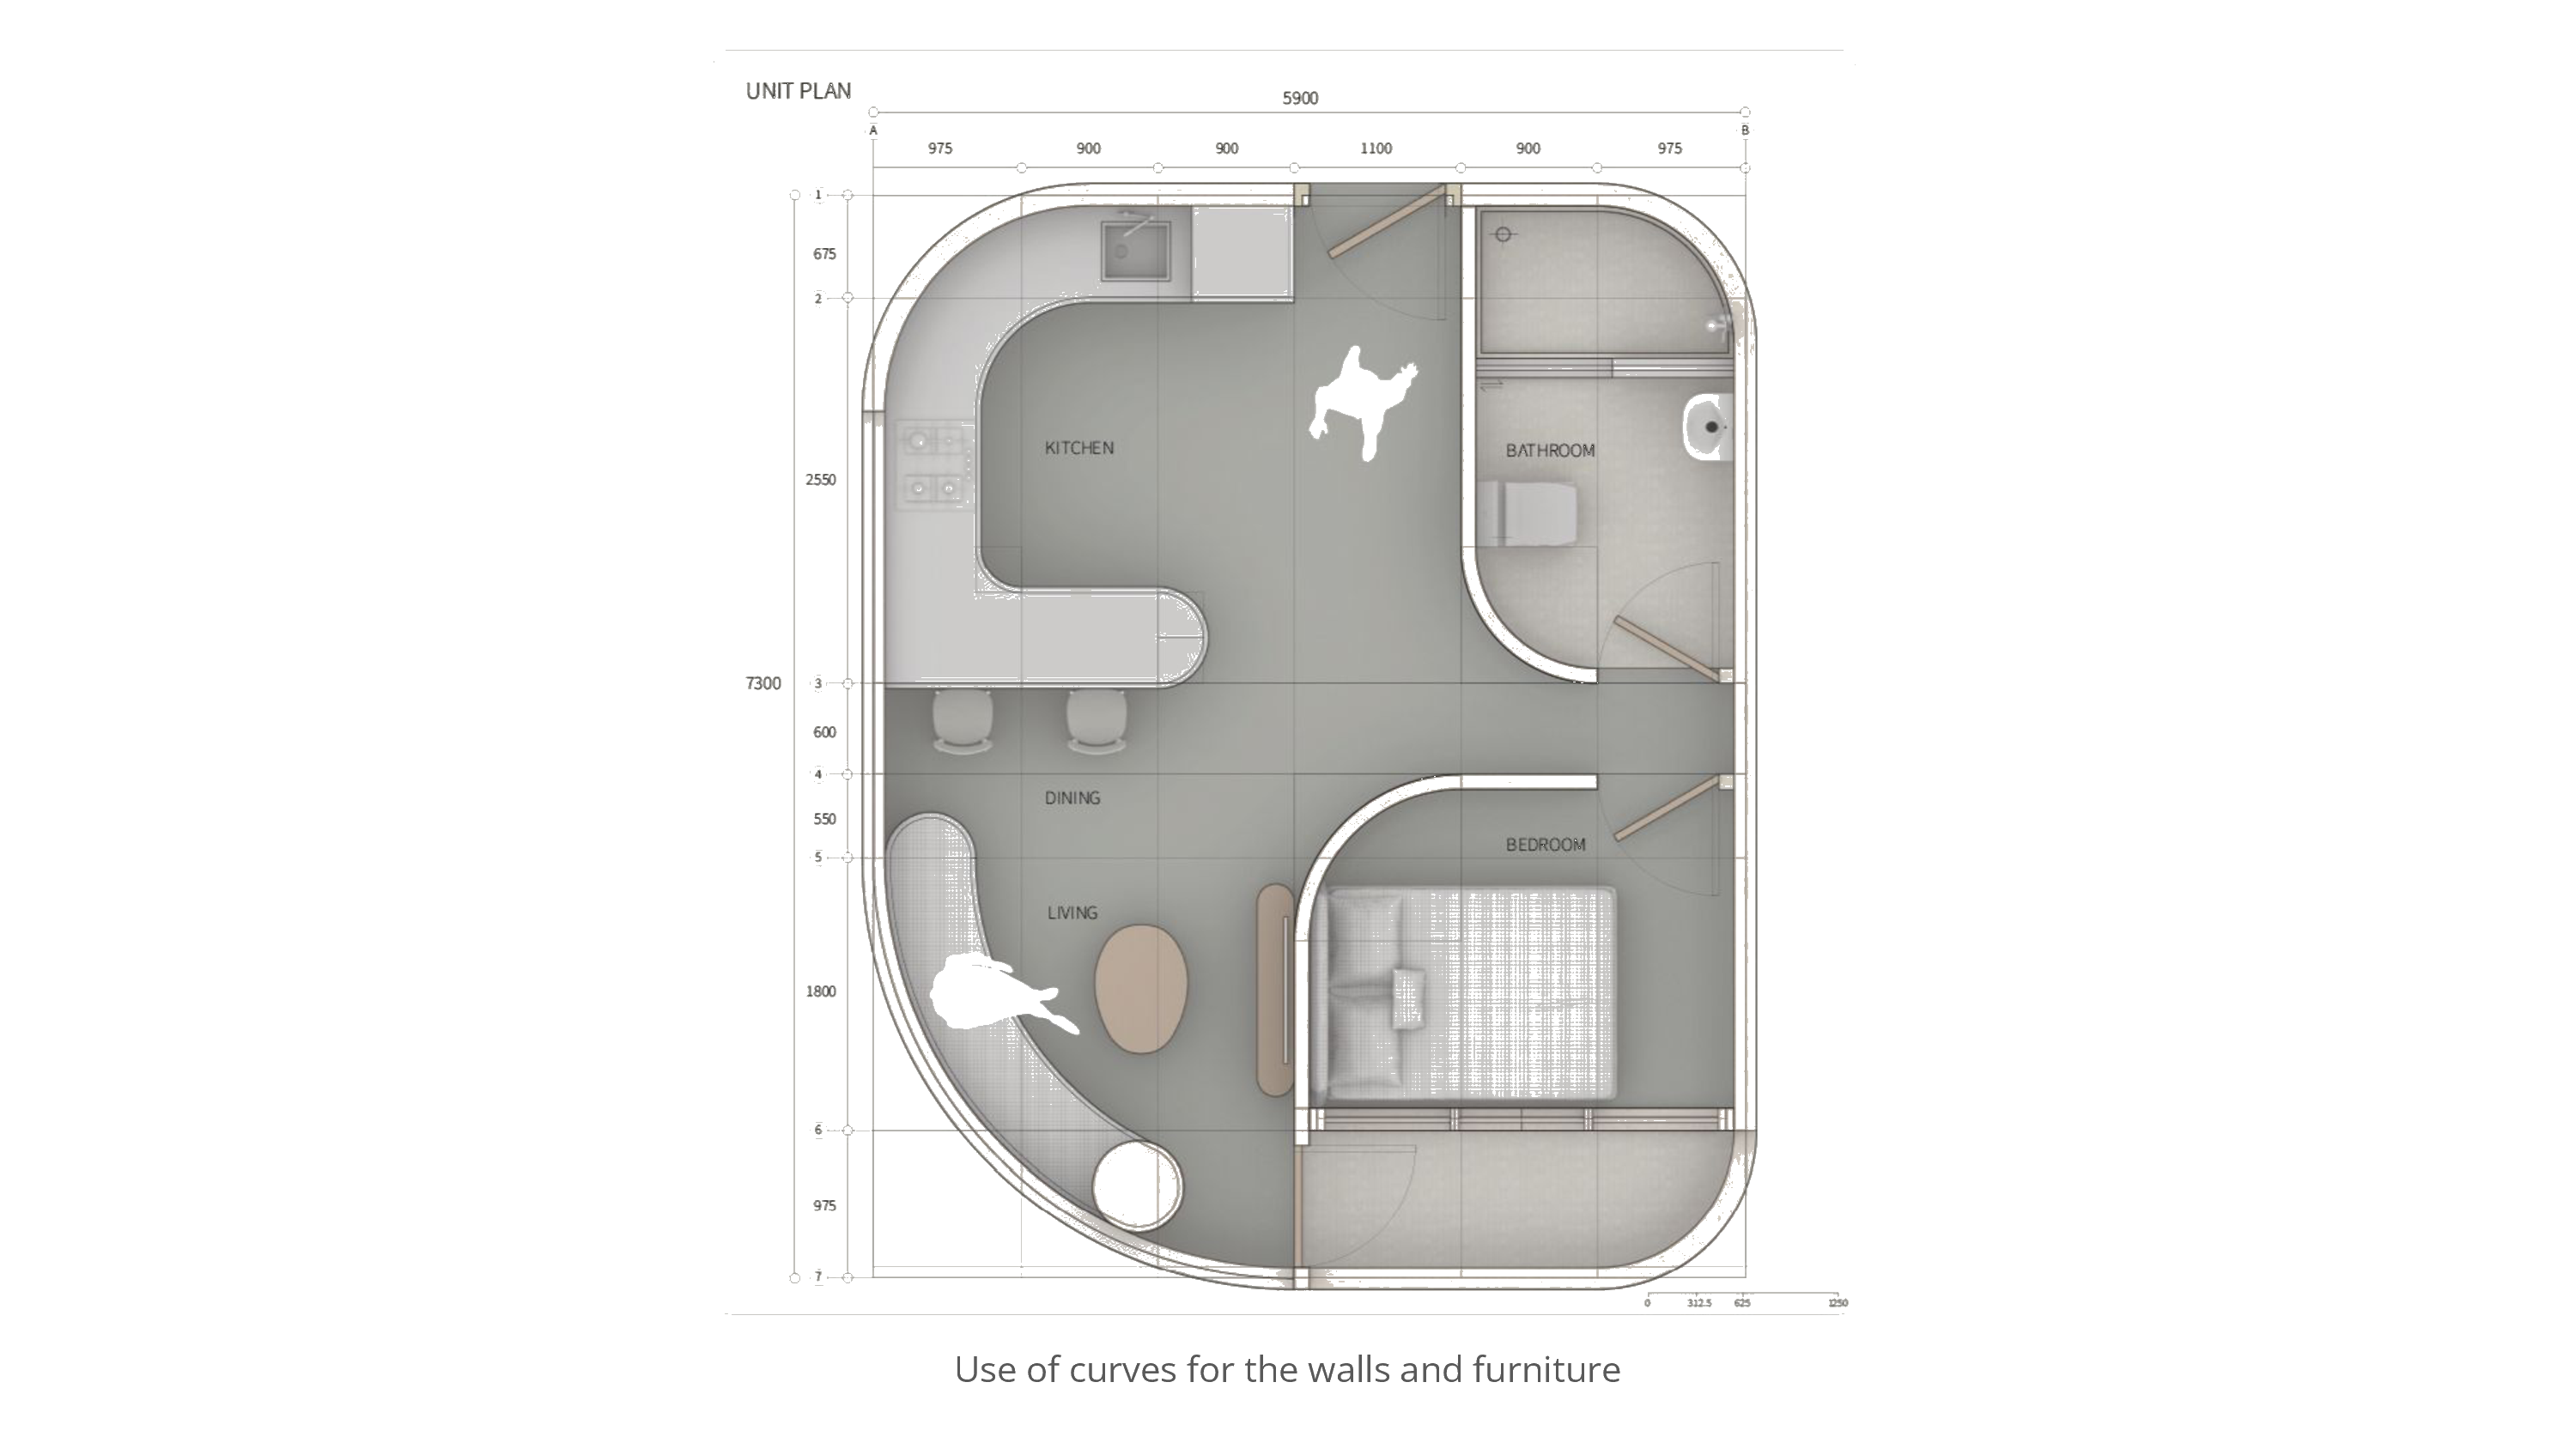 UNIT PLAN
5900
A
B
975 900 900 1100 900 975
1
675
2
KITCHEN
BATHROOM
2550
7300
3
600
4
DINING
550
BEDROOM
5
LIVING
1800
6
975
7
0 312.5 625 1250
Use of curves for the walls and furniture